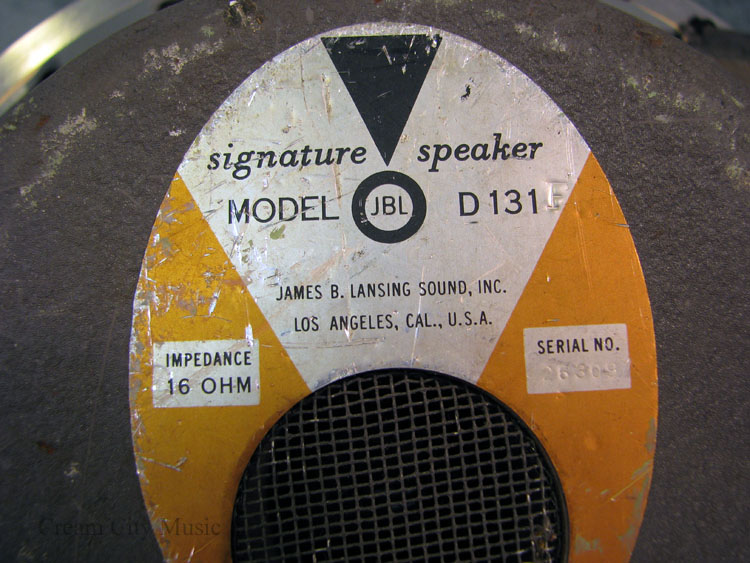 signature speaker
MODEL JBL D131
JAMES B. LANSING SOUND, INC.
LOS ANGELES, CAL., U.S.A.
IMPEDANCE
16 OHM
SERIAL NO.
Cream City Music